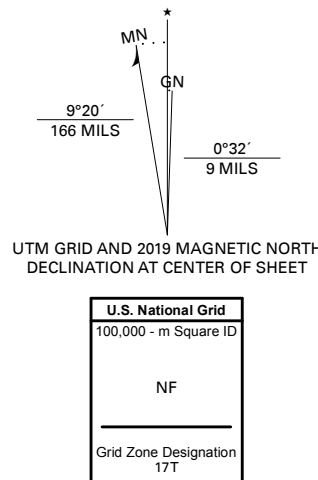 ★
MN
GN
9°20´
166 MILS
0°32´
9 MILS
UTM GRID AND 2019 MAGNETIC NORTH
DECLINATION AT CENTER OF SHEET
U.S. National Grid
100,000 - m Square ID
NF
Grid Zone Designation
17T